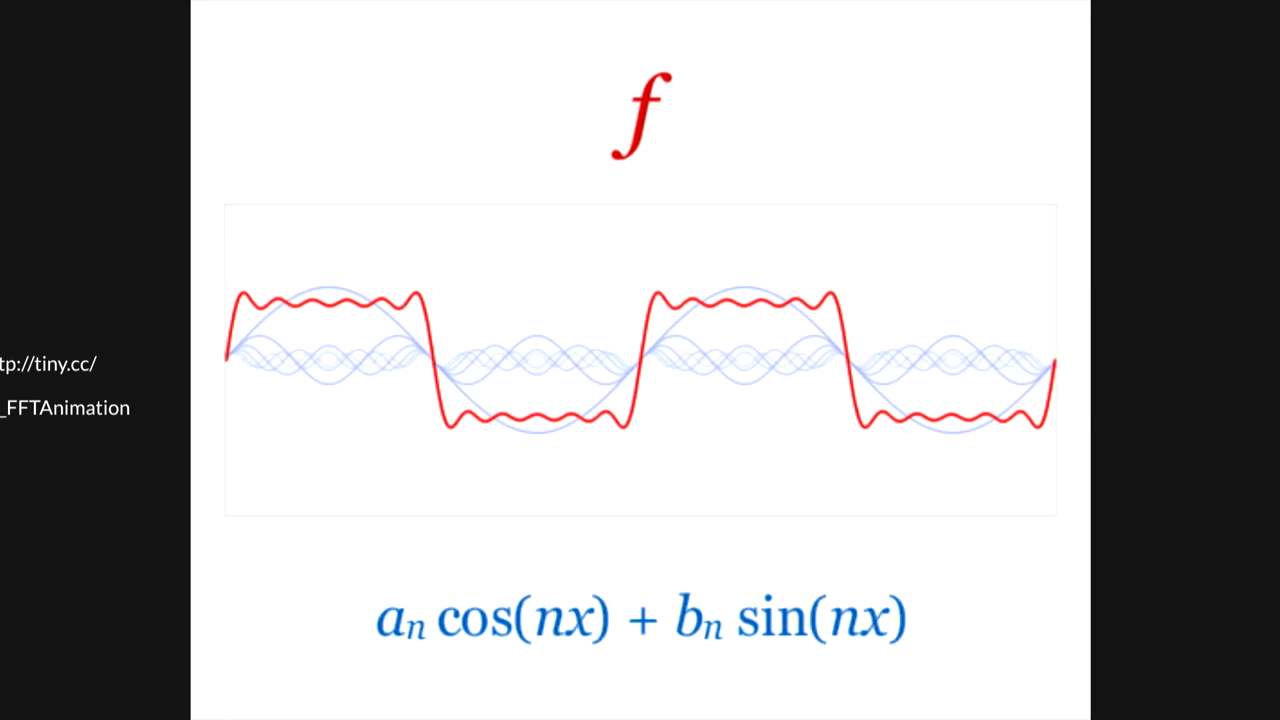 f
tp://tiny.cc/
_FFTAnimation
aₙ cos(nx) + bₙ sin(nx)